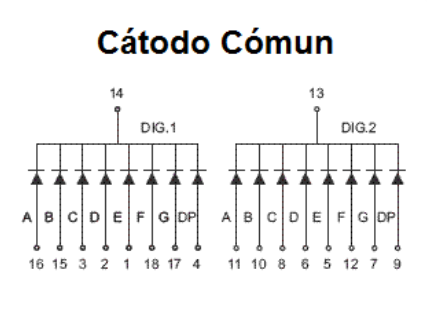 Cátodo Cómun
14 13
DIG.1 DIG.2
A B C D E F G DP A B C D E F G DP
16 15 3 2 1 18 17 4 11 10 8 6 5 12 7 9